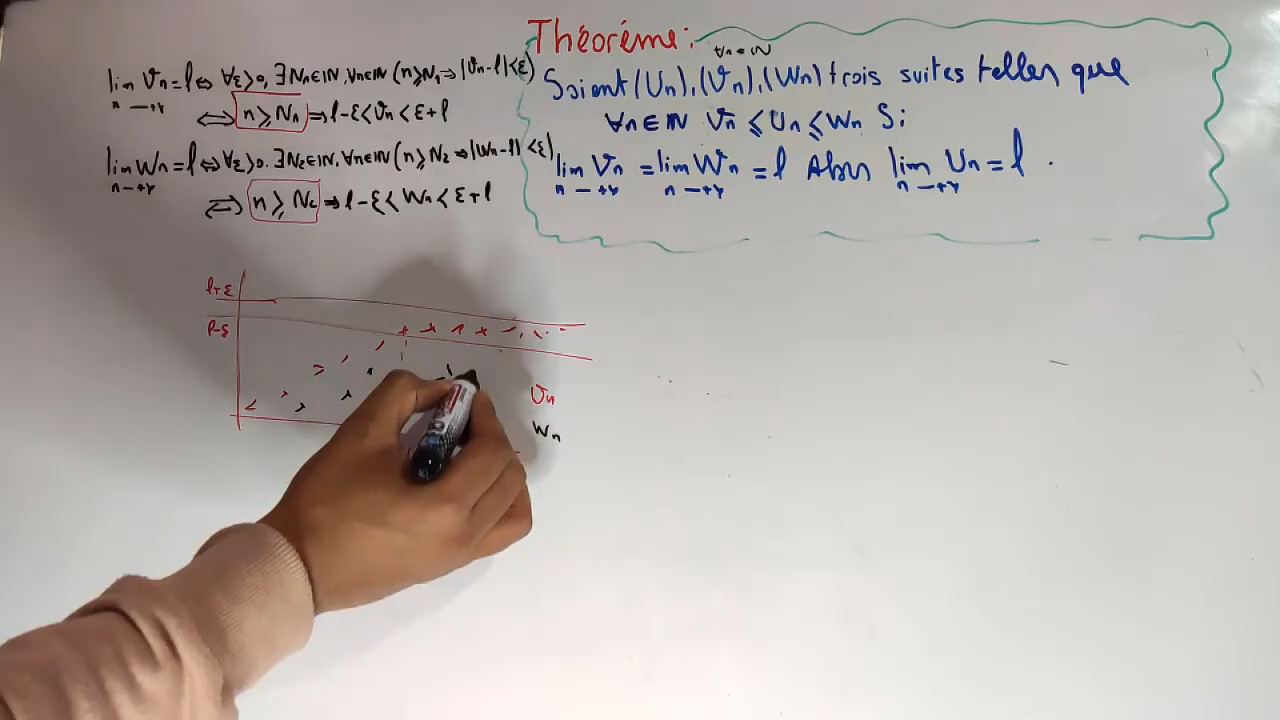 lim Vn = l ⇔ ∀ε>0, ∃N₁∈ℕ, ∀n∈ℕ (n≥N₁ ⇒ |Vn-l|<ε)
n→+∞
⇔ n≥N₁ ⇒ l-ε<Vn<ε+l
lim Wn = l ⇔ ∀ε>0. ∃N₂∈ℕ, ∀n∈ℕ (n≥N₂ ⇒ |Wn-l|<ε)
n→+∞
⇔ n≥N₂ ⇒ l-ε<Wn<ε+l
Théoréme:
∀n∈ℕ
Soient (Un), (Vn), (Wn) trois suites telles que
∀n∈ℕ Vn ≤ Un ≤ Wn Si
lim Vn = lim Wn = l Alors lim Un = l .
n→+∞ n→+∞ n→+∞
l+ε
l-ε
Vn
Wn